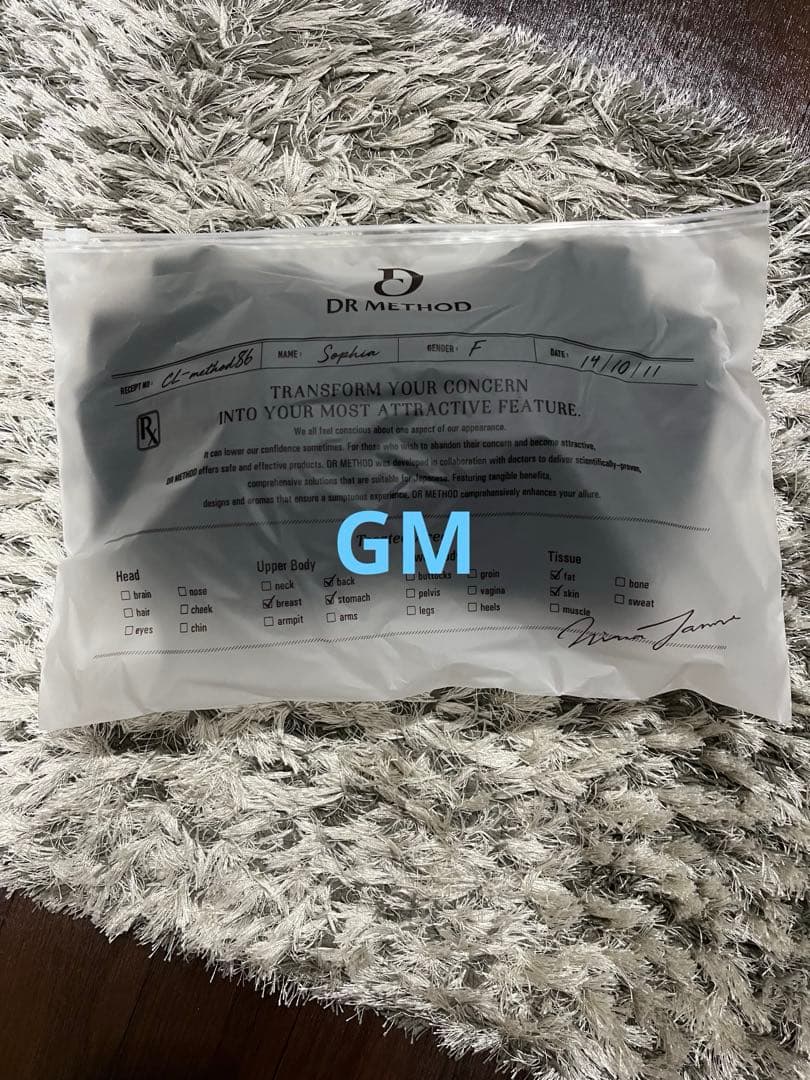 DR METHOD
RECEIPT NO: CL-method86 NAME: Sophia GENDER: F DATE: 14/10/11
TRANSFORM YOUR CONCERN
INTO YOUR MOST ATTRACTIVE FEATURE.
Rx
We all feel conscious about one aspect of our appearance.
It can lower our confidence sometimes. For those who wish to abandon their concern and become attractive,
DR METHOD offers safe and effective products. DR METHOD was developed in collaboration with doctors to deliver scientifically-proven,
comprehensive solutions that are suitable for Japanese. Featuring tangible benefits,
designs and aromas that ensure a sumptuous experience, DR METHOD comprehensively enhances your allure.
GM
Head
brain nose
hair cheek
eyes chin
Upper Body
neck back
breast stomach
armpit arms
buttocks groin
pelvis vagina
legs heels
Tissue
fat bone
skin sweat
muscle